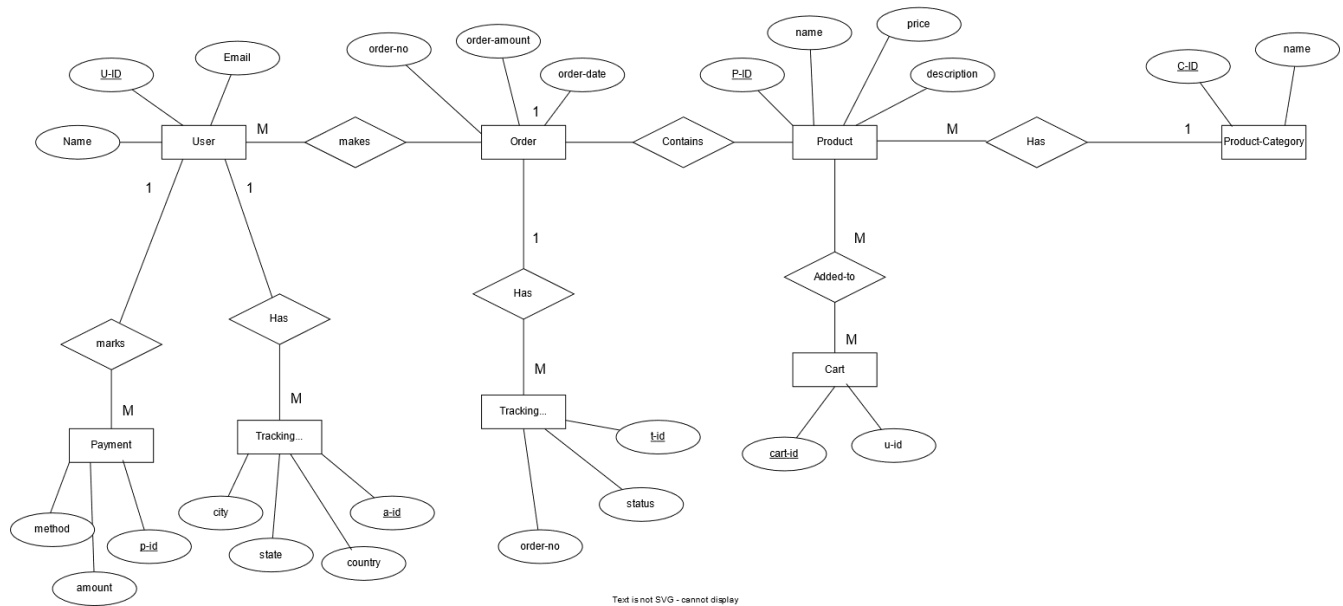 price
name
order-amount
name
order-no
Email
U-ID
order-date
P-ID
description
C-ID
1
M
M
1
Name
User
makes
Order
Contains
Product
Has
Product-Category
1
1
1
M
Added-to
Has
Has
marks
M
M
M
M
Cart
Tracking...
Payment
Tracking...
t-id
cart-id
u-id
city
a-id
status
method
p-id
order-no
state
country
amount
Text is not SVG - cannot display